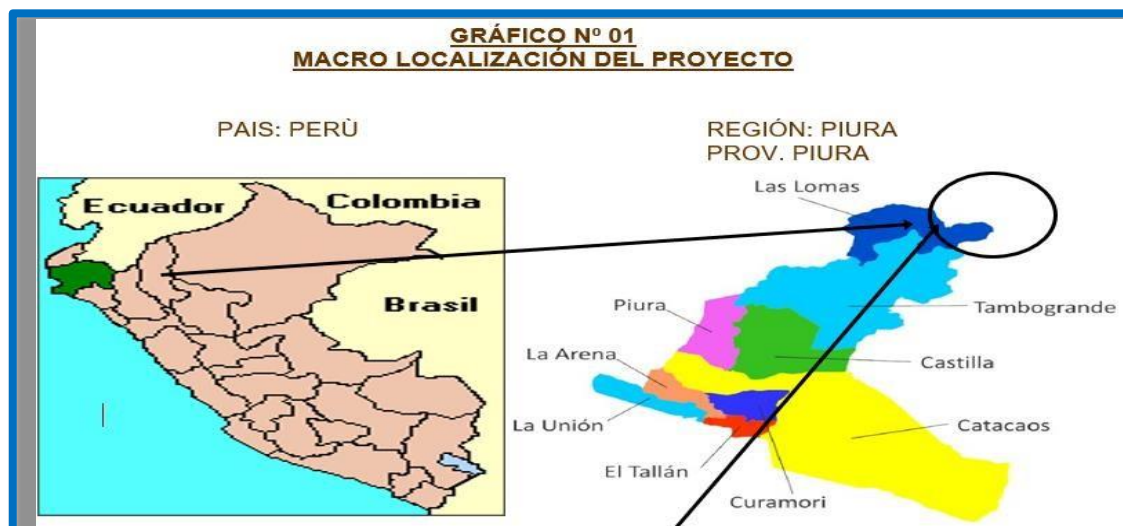 GRÁFICO Nº 01
MACRO LOCALIZACIÓN DEL PROYECTO
PAIS: PERÙ
REGIÓN: PIURA
PROV. PIURA
Ecuador
Colombia
Brasil
Las Lomas
Piura
Tambogrande
La Arena
Castilla
La Unión
Catacaos
El Tallán
Curamori